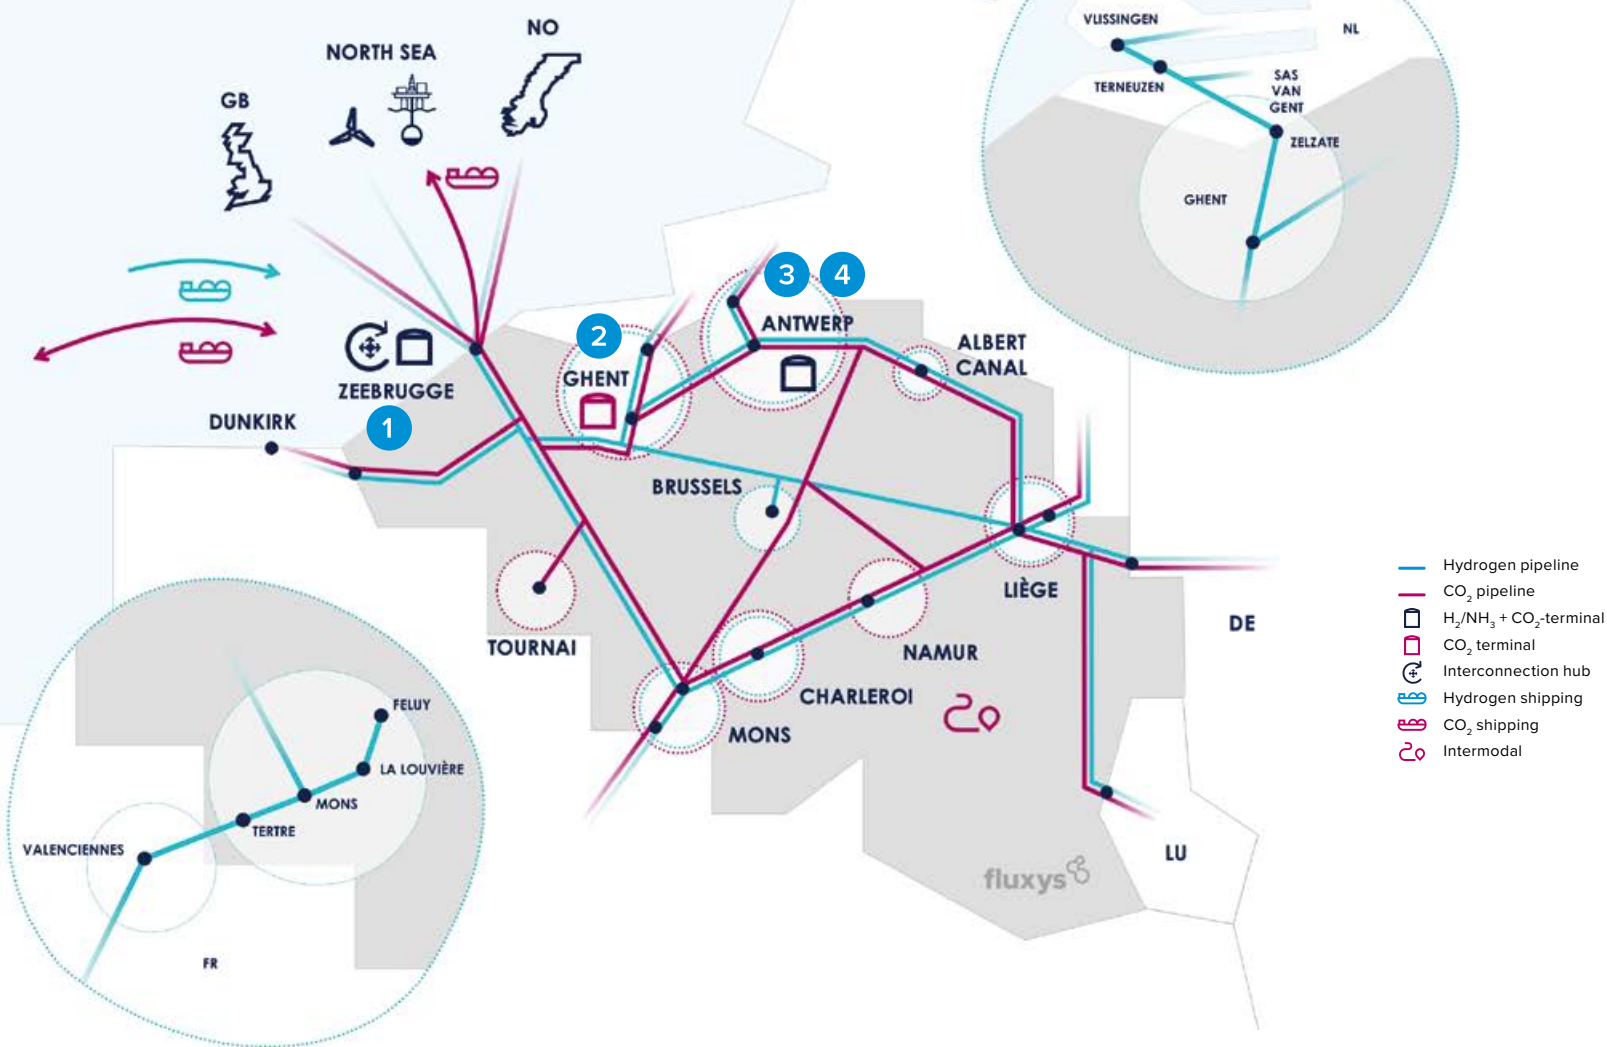 NO
NORTH SEA
GB
VLISSINGEN
NL
TERNEUZEN
SAS
VAN
GENT
ZELZATE
GHENT
3
4
ANTWERP
2
GHENT
ALBERT
CANAL
ZEEBRUGGE
1
DUNKIRK
BRUSSELS
LIÈGE
TOURNAI
NAMUR
CHARLEROI
MONS
DE
LU
fluxys
FELUY
LA LOUVIÈRE
MONS
TERTRE
VALENCIENNES
FR
Hydrogen pipeline
CO₂ pipeline
H₂/NH₃ + CO₂-terminal
CO₂ terminal
Interconnection hub
Hydrogen shipping
CO₂ shipping
Intermodal